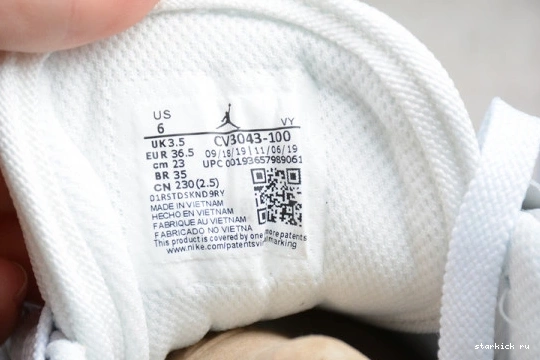 US
6 VY
UK 3.5 CV3043-100
EUR 36.5 09/18/19 | 11/06/19
cm 23 UPC 00193657989061
BR 35
CN 230(2.5)
01RSTDSKND9RY
MADE IN VIETNAM
HECHO EN VIETNAM
FABRIQUE AU VIETNAM
FABRICADO NO VIETNA
This product is covered by one more patents
www.nike.com/patents marking
starkick ru